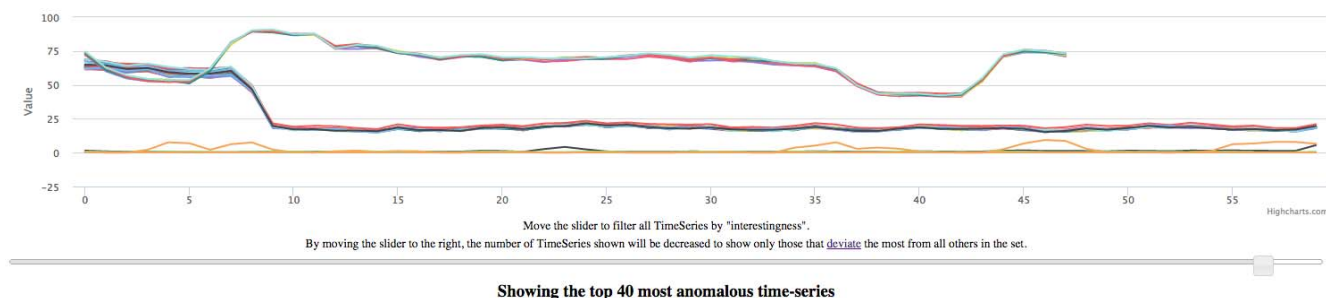 100
75
50
25
0
−25
Value
0 5 10 15 20 25 30 35 40 45 50 55
Highcharts.com
Move the slider to filter all TimeSeries by "interestingness".
By moving the slider to the right, the number of TimeSeries shown will be decreased to show only those that deviate the most from all others in the set.
Showing the top 40 most anomalous time-series